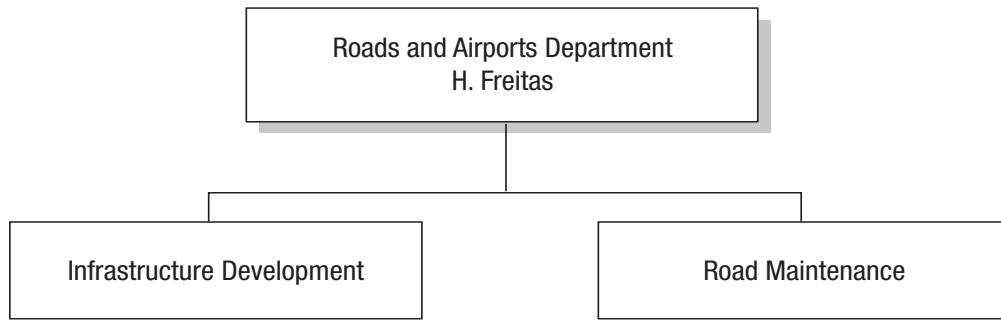 Roads and Airports Department
H. Freitas
Infrastructure Development
Road Maintenance